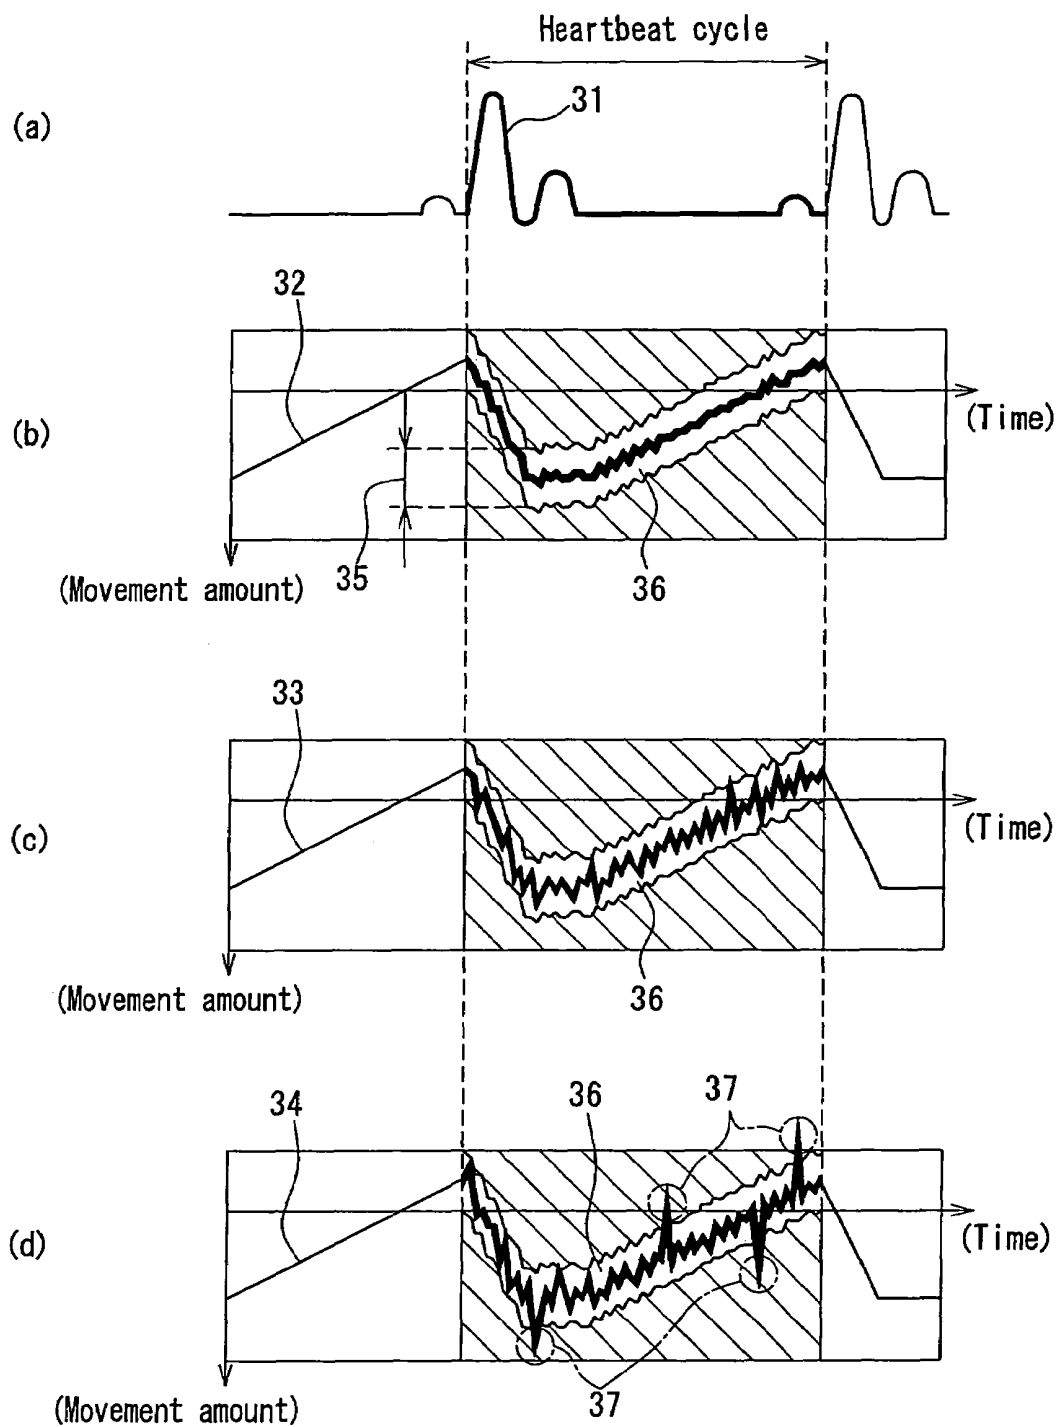 Heartbeat cycle
31
(a)
32
(Time)
(b)
35
36
(Movement amount)
33
(Time)
(c)
36
(Movement amount)
34
36
37
(Time)
(d)
37
(Movement amount)